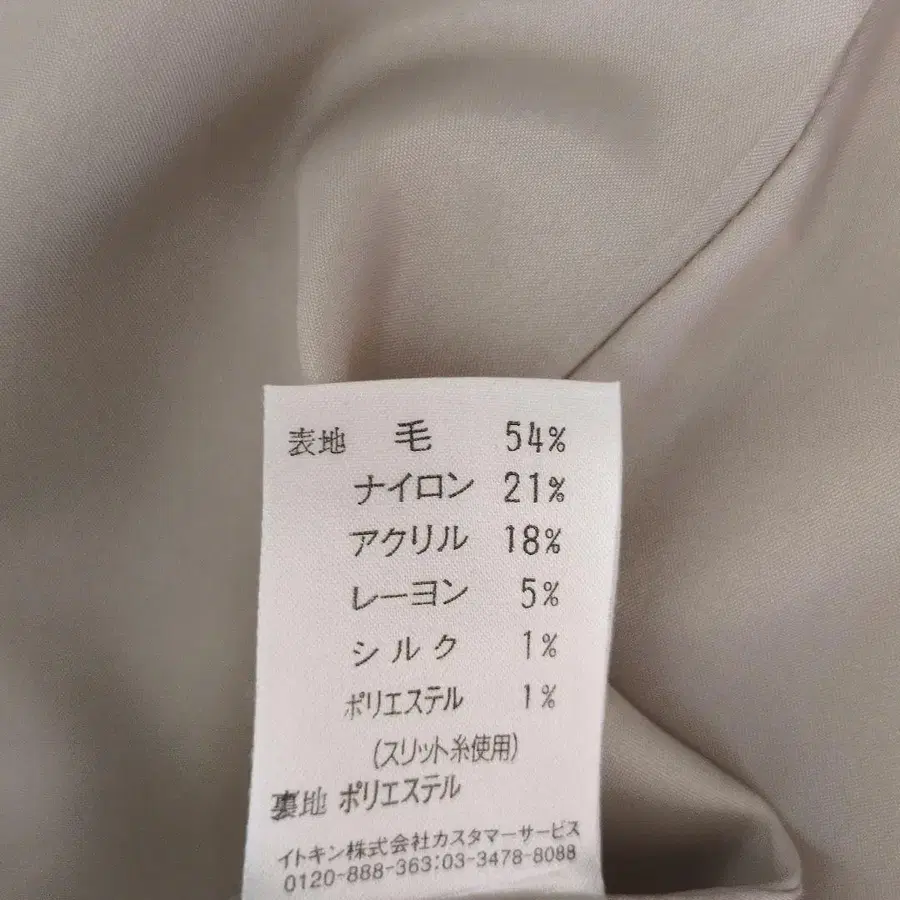 表地 毛 54%
ナイロン 21%
アクリル 18%
レーヨン 5%
シルク 1%
ポリエステル 1%
(スリット糸使用)
裏地 ポリエステル
イトキン株式会社カスタマーサービス
0120-888-363:03-3478-8088